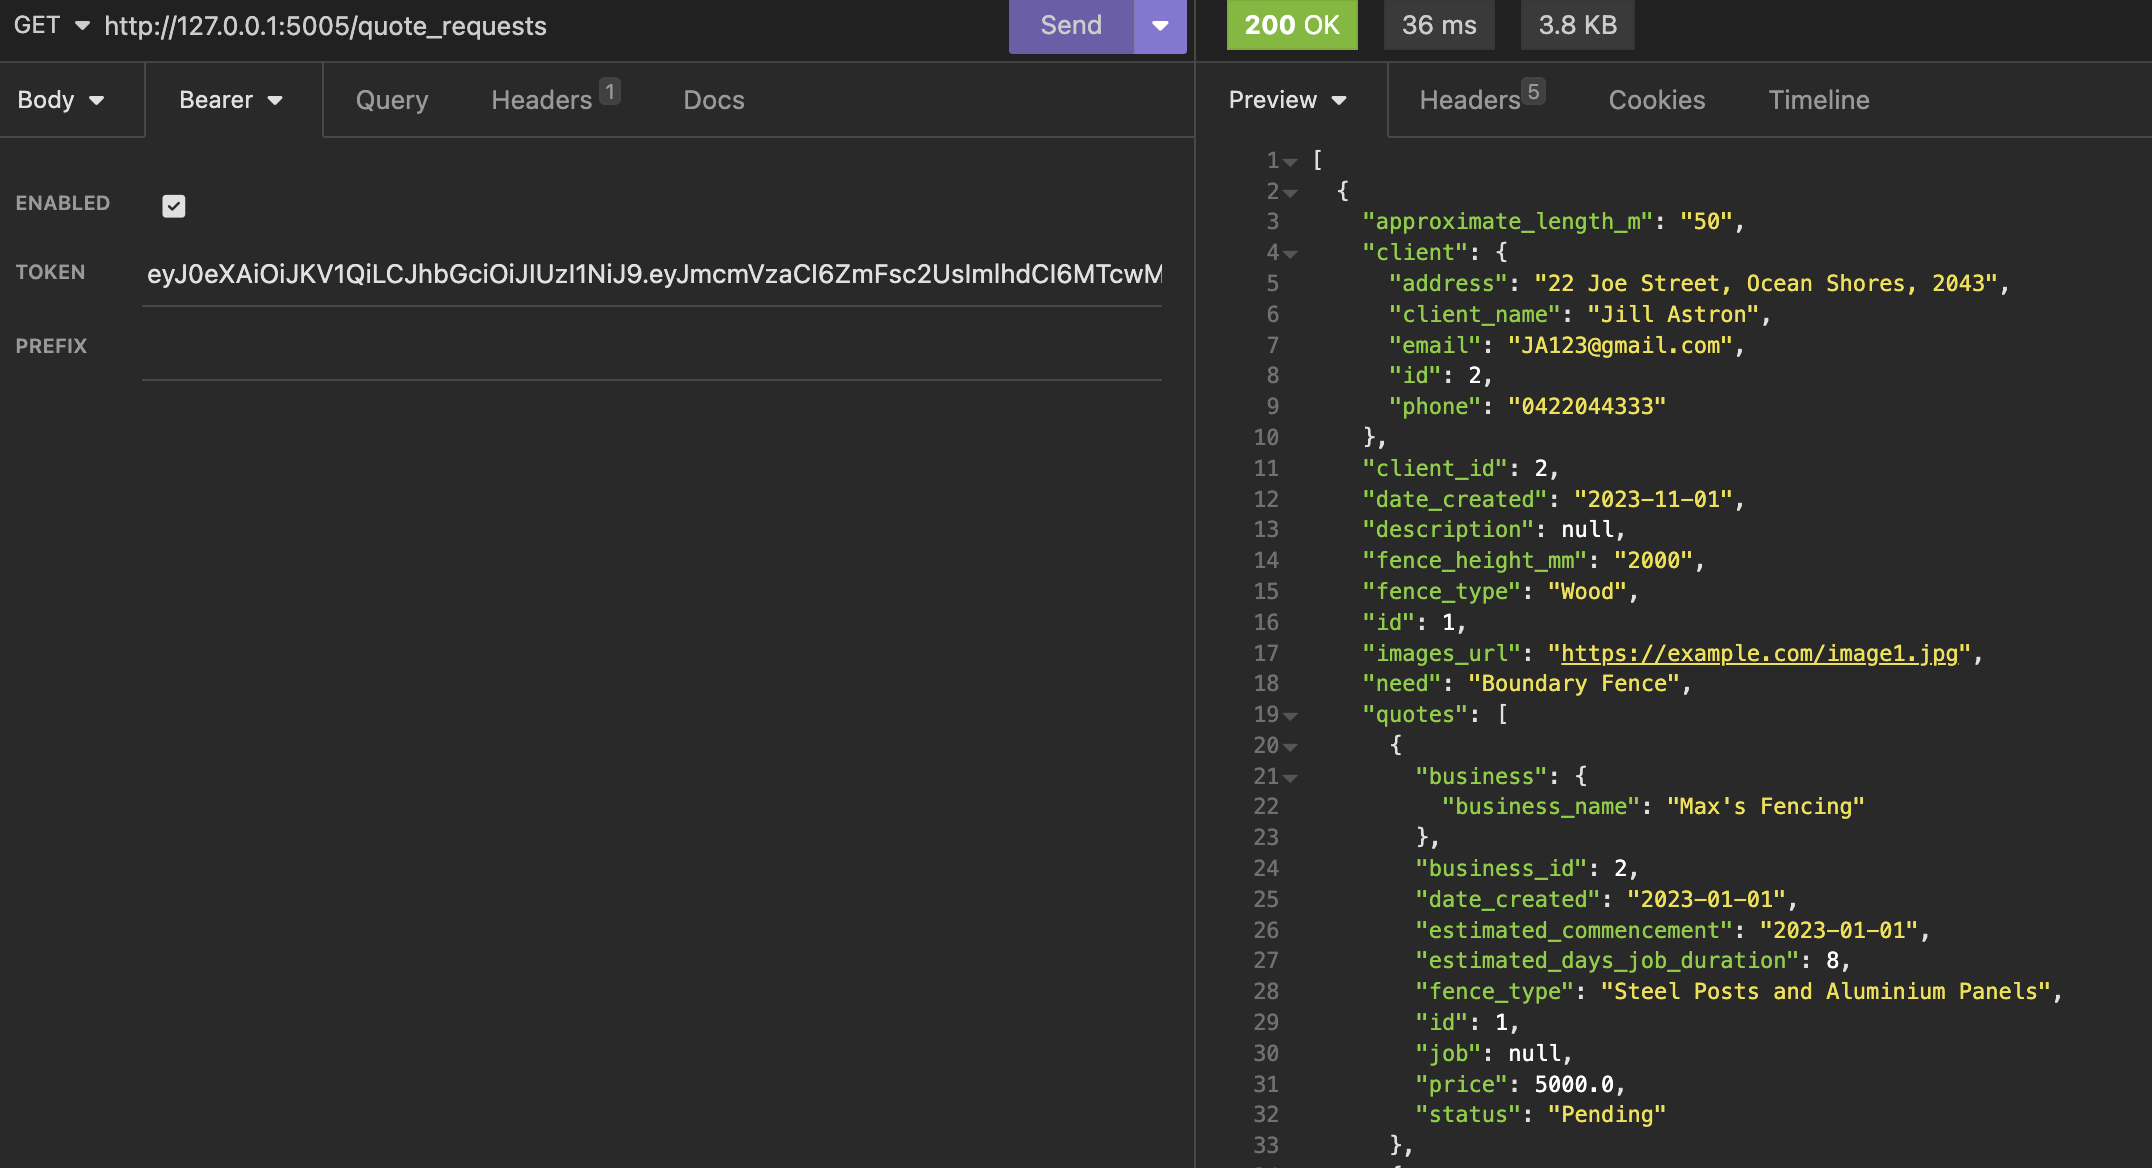 GET http://127.0.0.1:5005/quote_requests Send
200 OK 36 ms 3.8 KB
Body Bearer Query Headers 1 Docs
Preview Headers 5 Cookies Timeline
ENABLED
TOKEN eyJ0eXAiOiJKV1QiLCJhbGciOiJIUzI1NiJ9.eyJmcmVzaCI6ZmFsc2UsImlhdCI6MTcwM
PREFIX
1 [
2 {
3 "approximate_length_m": "50",
4 "client": {
5 "address": "22 Joe Street, Ocean Shores, 2043",
6 "client_name": "Jill Astron",
7 "email": "JA123@gmail.com",
8 "id": 2,
9 "phone": "0422044333"
10 },
11 "client_id": 2,
12 "date_created": "2023-11-01",
13 "description": null,
14 "fence_height_mm": "2000",
15 "fence_type": "Wood",
16 "id": 1,
17 "images_url": "https://example.com/image1.jpg",
18 "need": "Boundary Fence",
19 "quotes": [
20 {
21 "business": {
22 "business_name": "Max's Fencing"
23 },
24 "business_id": 2,
25 "date_created": "2023-01-01",
26 "estimated_commencement": "2023-01-01",
27 "estimated_days_job_duration": 8,
28 "fence_type": "Steel Posts and Aluminium Panels",
29 "id": 1,
30 "job": null,
31 "price": 5000.0,
32 "status": "Pending"
33 },